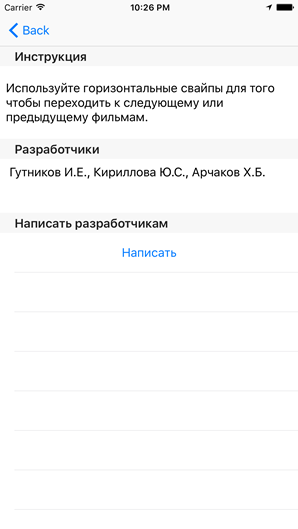 Carrier 10:26 PM
Back
Инструкция
Используйте горизонтальные свайпы для того
чтобы переходить к следующему или
предыдущему фильмам.
Разработчики
Гутников И.Е., Кириллова Ю.С., Арчаков Х.Б.
Написать разработчикам
Написать